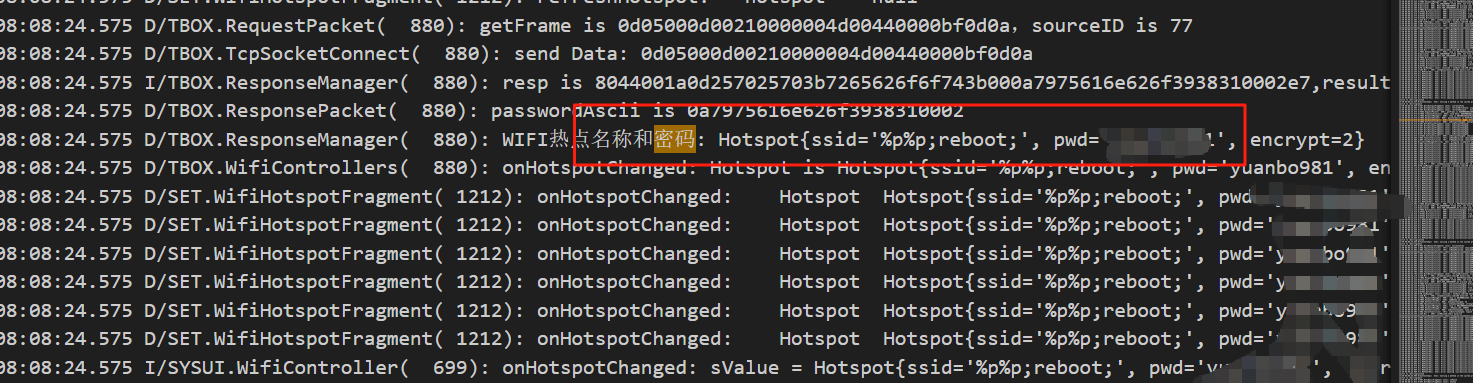 08:08:24.575 D/TBOX.RequestPacket( 880): getFrame is 0d05000d00210000004d00440000bf0d0a, sourceID is 77
08:08:24.575 D/TBOX.TcpSocketConnect( 880): send Data: 0d05000d00210000004d00440000bf0d0a
08:08:24.575 I/TBOX.ResponseManager( 880): resp is 8044001a0d257025703b7265626f6f743b000a7975616e626f3938310002e7,result
08:08:24.575 D/TBOX.ResponsePacket( 880): passwordAscii is 0a7975616e626f3938310002
08:08:24.575 D/TBOX.ResponseManager( 880): WIFI热点名称和密码: Hotspot{ssid='%p%p;reboot;', pwd= 1', encrypt=2}
08:08:24.575 D/TBOX.WifiControllers( 880): onHotspotChanged: Hotspot is Hotspot{ssid='%p%p;reboot;', pwd='yuanbo981', en
08:08:24.575 D/SET.WifiHotspotFragment( 1212): onHotspotChanged: Hotspot Hotspot{ssid='%p%p;reboot;', pwd
08:08:24.575 D/SET.WifiHotspotFragment( 1212): onHotspotChanged: Hotspot Hotspot{ssid='%p%p;reboot;', pwd='
08:08:24.575 D/SET.WifiHotspotFragment( 1212): onHotspotChanged: Hotspot Hotspot{ssid='%p%p;reboot;', pwd='
08:08:24.575 D/SET.WifiHotspotFragment( 1212): onHotspotChanged: Hotspot Hotspot{ssid='%p%p;reboot;', pwd='
08:08:24.575 D/SET.WifiHotspotFragment( 1212): onHotspotChanged: Hotspot Hotspot{ssid='%p%p;reboot;', pwd='
08:08:24.575 D/SET.WifiHotspotFragment( 1212): onHotspotChanged: Hotspot Hotspot{ssid='%p%p;reboot;', pwd='
08:08:24.575 I/SYSUI.WifiController( 699): onHotspotChanged: sValue = Hotspot{ssid='%p%p;reboot;', pwd='